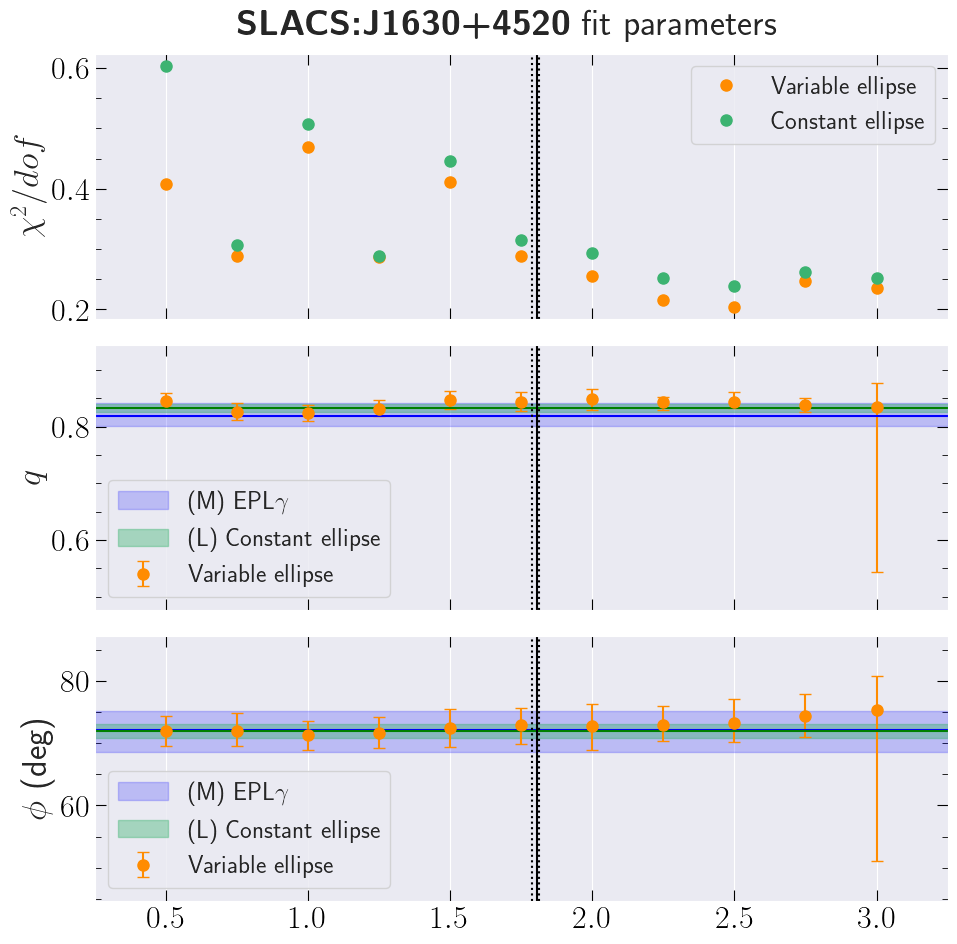 SLACS:J1630+4520 fit parameters
0.6
0.4
0.2
χ²/dof
Variable ellipse
Constant ellipse
0.8
0.6
q
(M) EPLγ
(L) Constant ellipse
Variable ellipse
80
60
ϕ (deg)
(M) EPLγ
(L) Constant ellipse
Variable ellipse
0.5 1.0 1.5 2.0 2.5 3.0